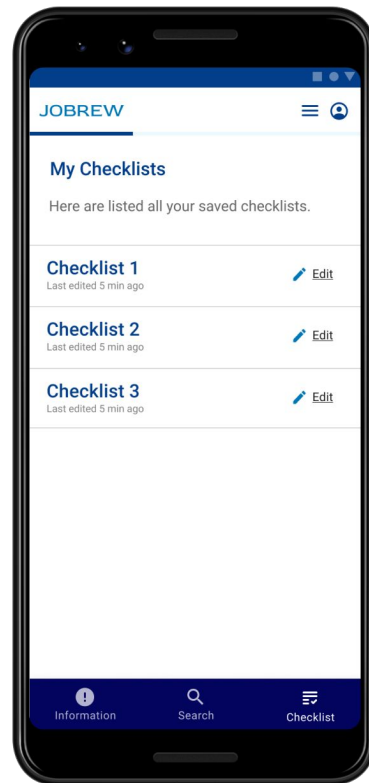 JOBREW
My Checklists
Here are listed all your saved checklists.
Checklist 1
Last edited 5 min ago
Edit
Checklist 2
Last edited 5 min ago
Edit
Checklist 3
Last edited 5 min ago
Edit
Information
Search
Checklist